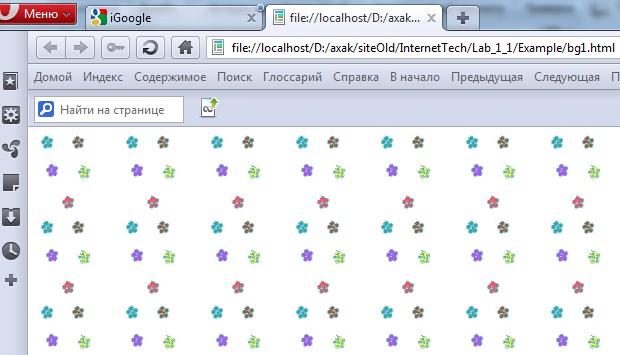 Меню
iGoogle
file://localhost/D:/axak...
file://localhost/D:/axak/siteOld/InternetTech/Lab_1_1/Example/bg1.html
Домой Индекс Содержимое Поиск Глоссарий Справка В начало Предыдущая Следующая П
Найти на странице